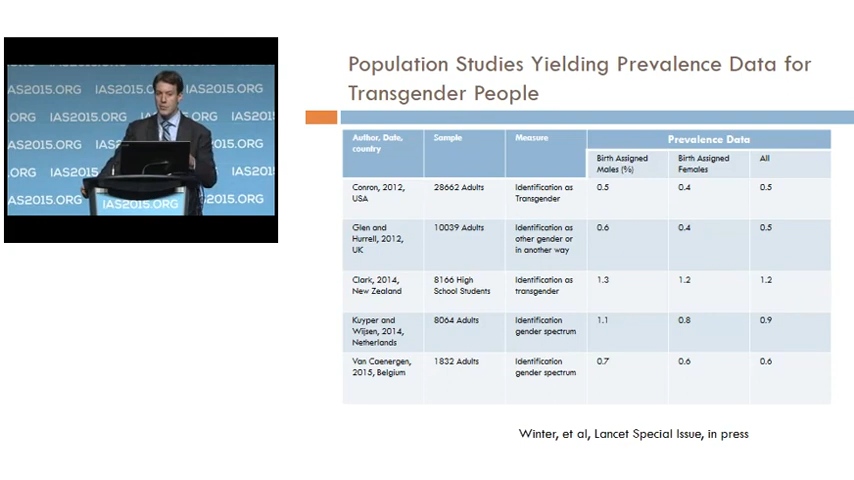 IAS2015.ORG IAS2015.ORG IAS2015.ORG
AS2015.ORG IAS2015.ORG IAS2015.ORG
IAS2015.ORG
Population Studies Yielding Prevalence Data for
Transgender People
Author, Date,
country
Sample
Measure
Prevalence Data
Birth Assigned
Males (%)
Birth Assigned
Females
All
Conron, 2012,
USA
28662 Adults
Identification as
Transgender
0.5
0.4
0.5
Glen and
Hurrell, 2012,
UK
10039 Adults
Identification as
other gender or
in another way
0.6
0.4
0.5
Clark, 2014,
New Zealand
8166 High
School Students
Identification as
transgender
1.3
1.2
1.2
Kuyper and
Wijsen, 2014,
Netherlands
8064 Adults
Identification
gender spectrum
1.1
0.8
0.9
Van Caenergen,
2015, Belgium
1832 Adults
Identification
gender spectrum
0.7
0.6
0.6
Winter, et al, Lancet Special Issue, in press